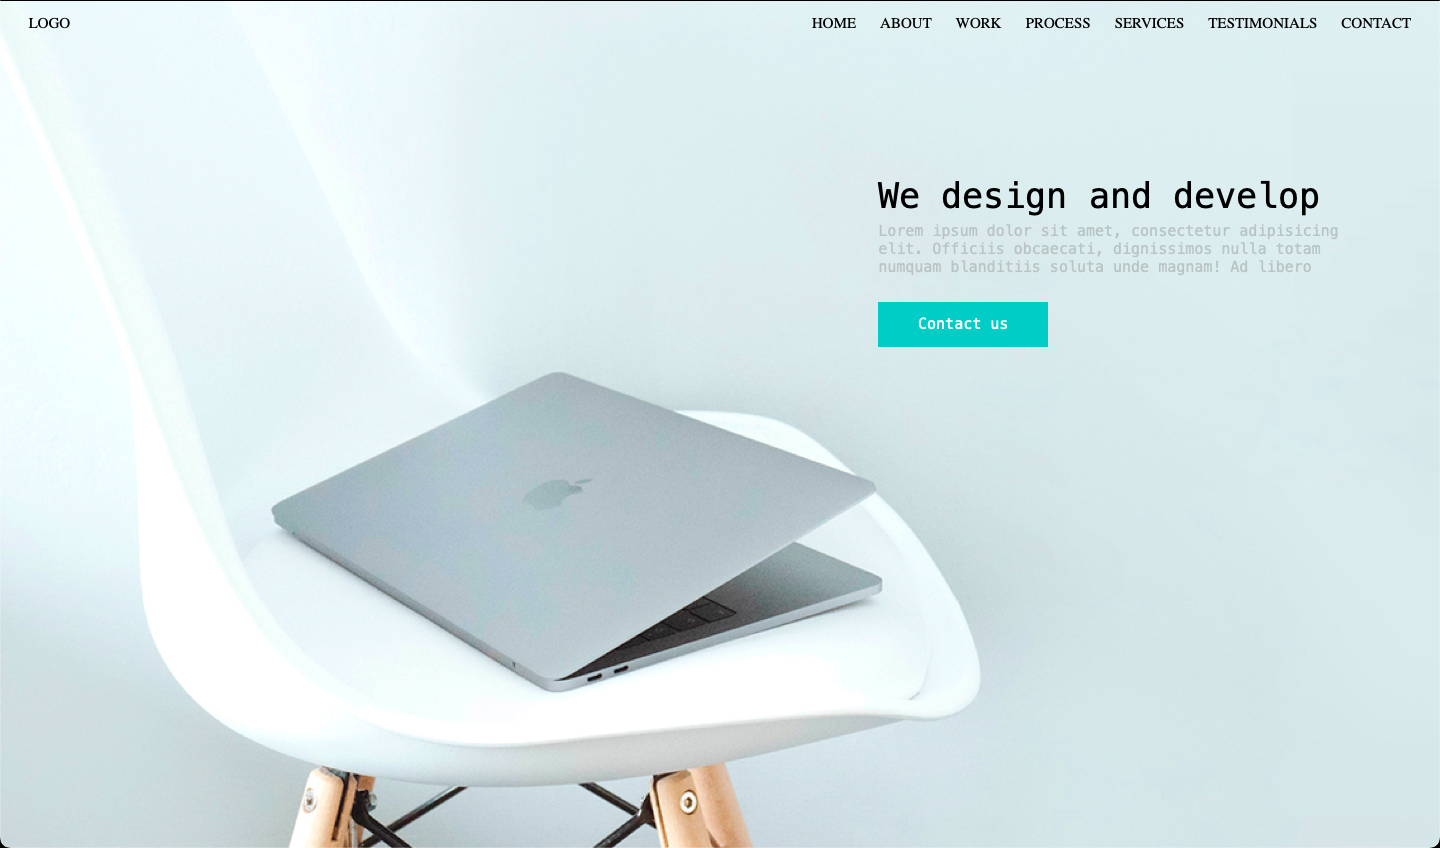 LOGO HOME ABOUT WORK PROCESS SERVICES TESTIMONIALS CONTACT
We design and develop
Lorem ipsum dolor sit amet, consectetur adipisicing
elit. Officiis obcaecati, dignissimos nulla totam
numquam blanditiis soluta unde magnam! Ad libero
Contact us